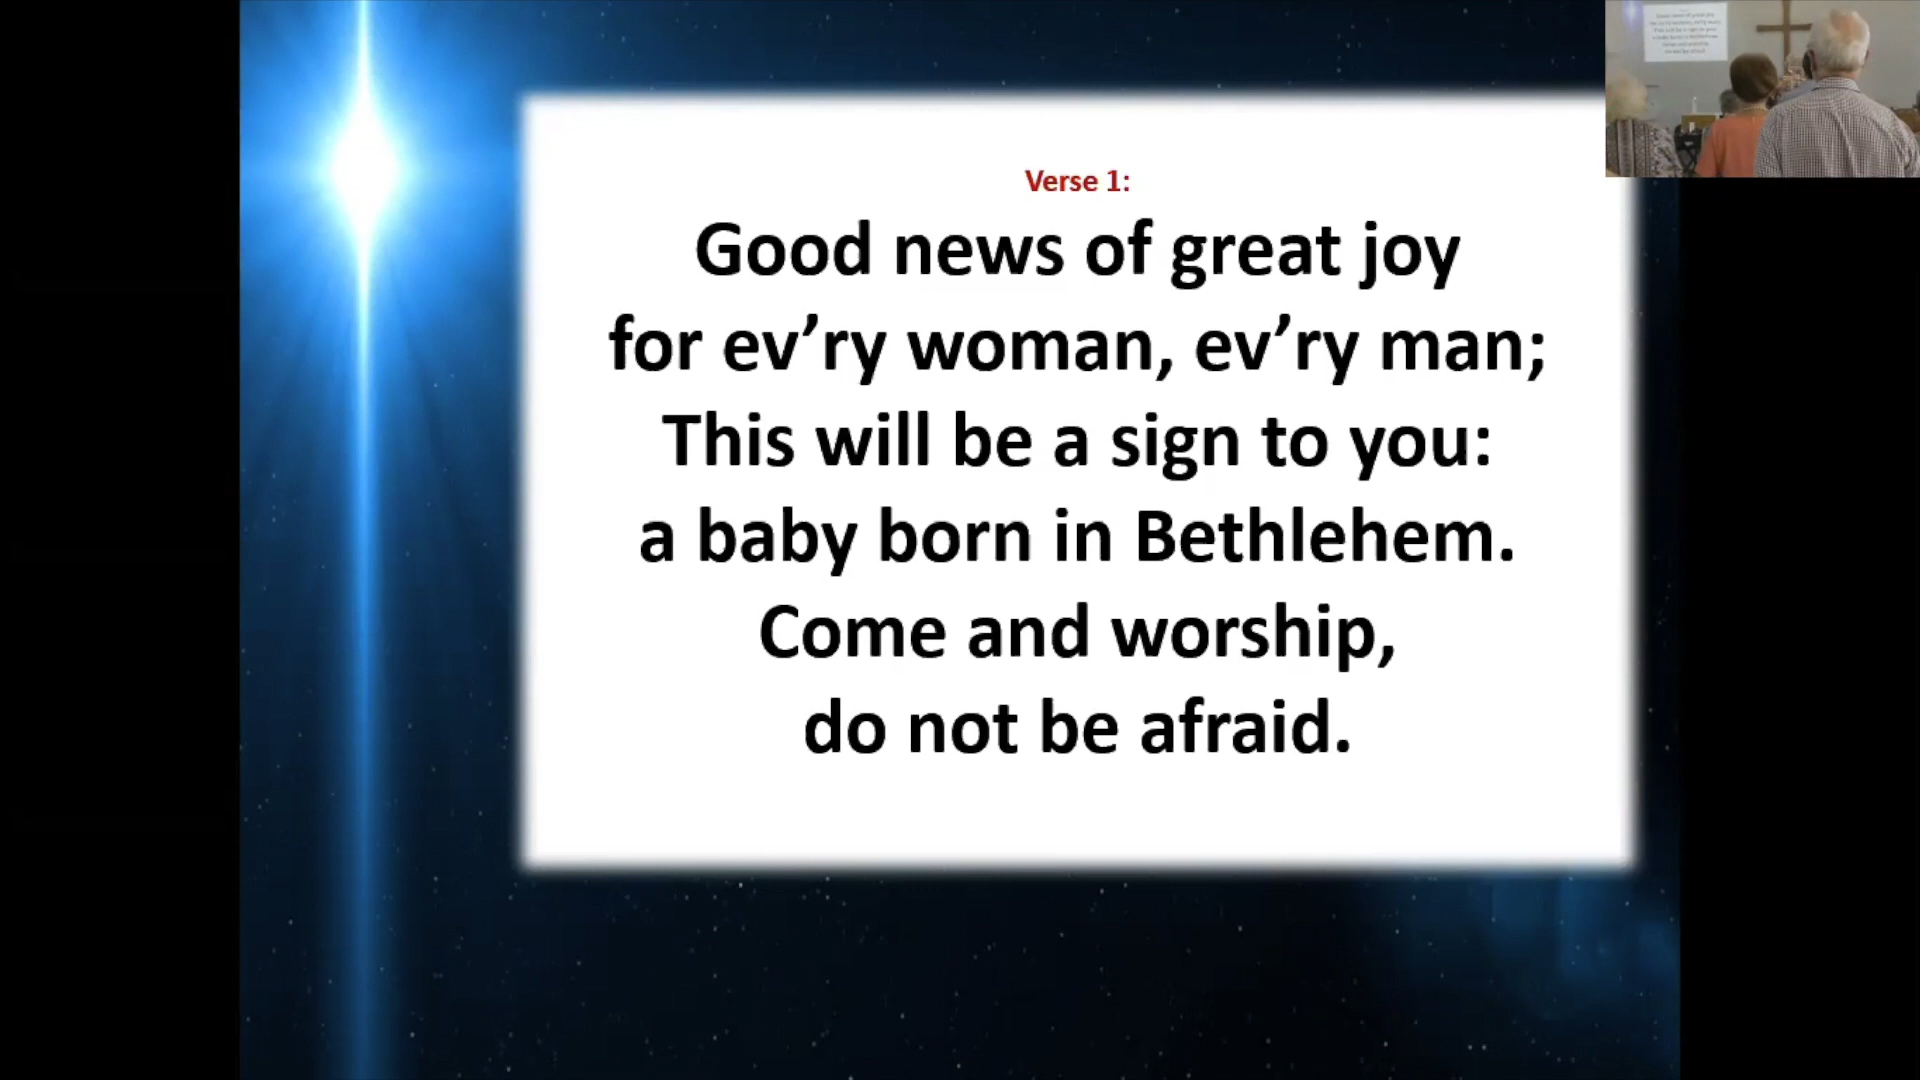 Verse 1:
Good news of great joy
for ev’ry woman, ev’ry man;
This will be a sign to you:
a baby born in Bethlehem.
Come and worship,
do not be afraid.